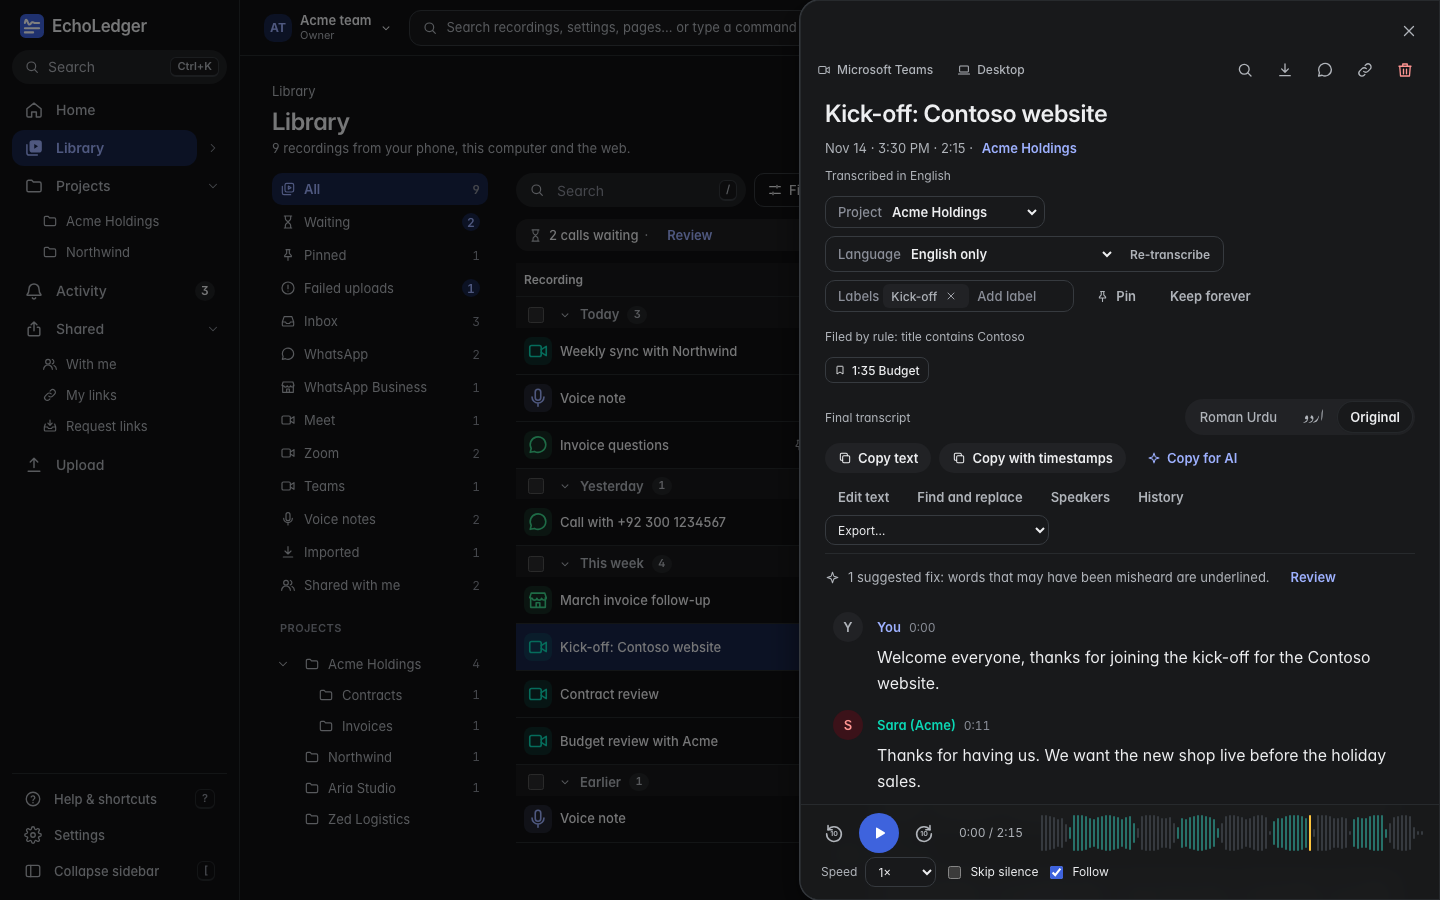 EchoLedger
Search Ctrl+K
Home
Library
Projects
Acme Holdings
Northwind
Activity 3
Shared
With me
My links
Request links
Upload
Help & shortcuts ?
Settings
Collapse sidebar [
AT Acme team
Owner
Search recordings, settings, pages... or type a command
Library
Library
9 recordings from your phone, this computer and the web.
All 9
Waiting 2
Pinned 1
Failed uploads 1
Inbox 3
WhatsApp 2
WhatsApp Business 1
Meet 1
Zoom 2
Teams 1
Voice notes 2
Imported 1
Shared with me 2
PROJECTS
Acme Holdings 4
Contracts 1
Invoices 1
Northwind 1
Aria Studio 1
Zed Logistics
Search / Fi
2 calls waiting · Review
Recording
Today 3
Weekly sync with Northwind
Voice note
Invoice questions
Yesterday 1
Call with +92 300 1234567
This week 4
March invoice follow-up
Kick-off: Contoso website
Contract review
Budget review with Acme
Earlier 1
Voice note
Microsoft Teams Desktop
Kick-off: Contoso website
Nov 14 · 3:30 PM · 2:15 · Acme Holdings
Transcribed in English
Project Acme Holdings
Language English only Re-transcribe
Labels Kick-off × Add label Pin Keep forever
Filed by rule: title contains Contoso
1:35 Budget
Final transcript Roman Urdu اردو Original
Copy text Copy with timestamps Copy for AI
Edit text Find and replace Speakers History
Export...
1 suggested fix: words that may have been misheard are underlined. Review
Y You 0:00
Welcome everyone, thanks for joining the kick-off for the Contoso
website.
S Sara (Acme) 0:11
Thanks for having us. We want the new shop live before the holiday
sales.
10 10 0:00 / 2:15
Speed 1× Skip silence Follow